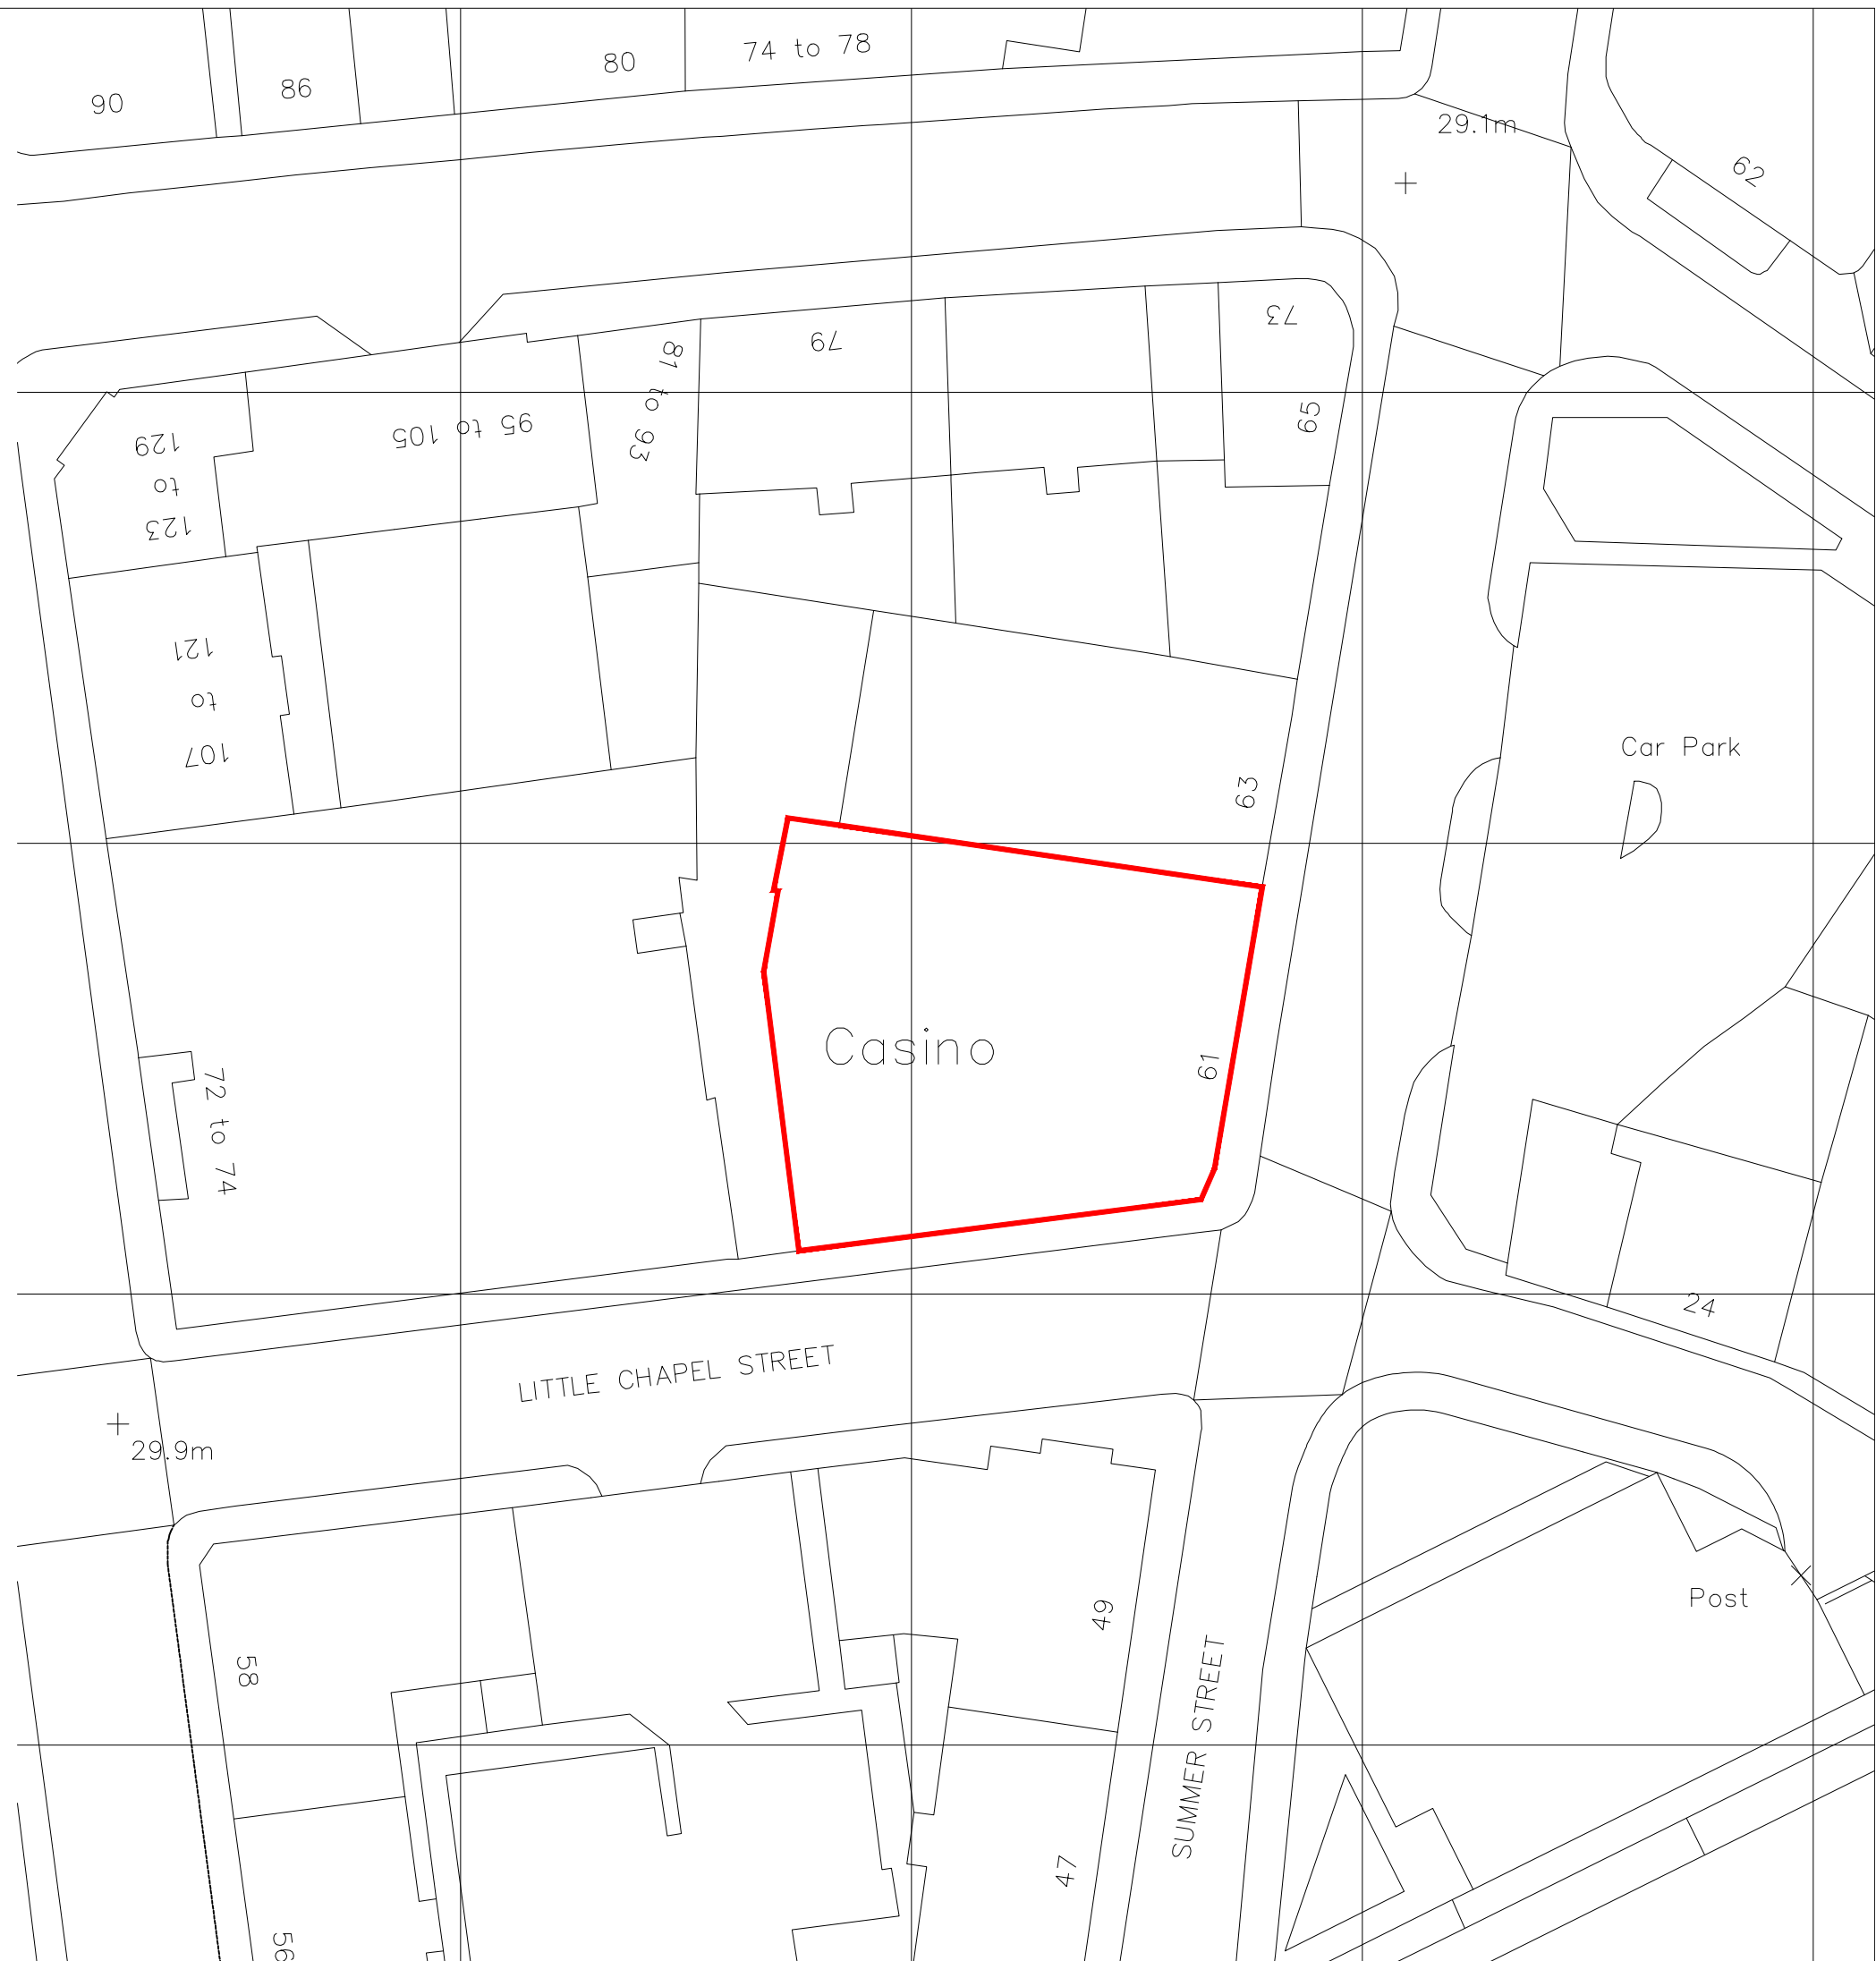 74 to 78
80
86
90
29.1m
62
73
79
81 to 93
65
95 to 105
129
to
123
121
to
107
Car Park
63
Casino
61
72 to 74
24
LITTLE CHAPEL STREET
29.9m
Post
49
58
SUMMER STREET
47
56